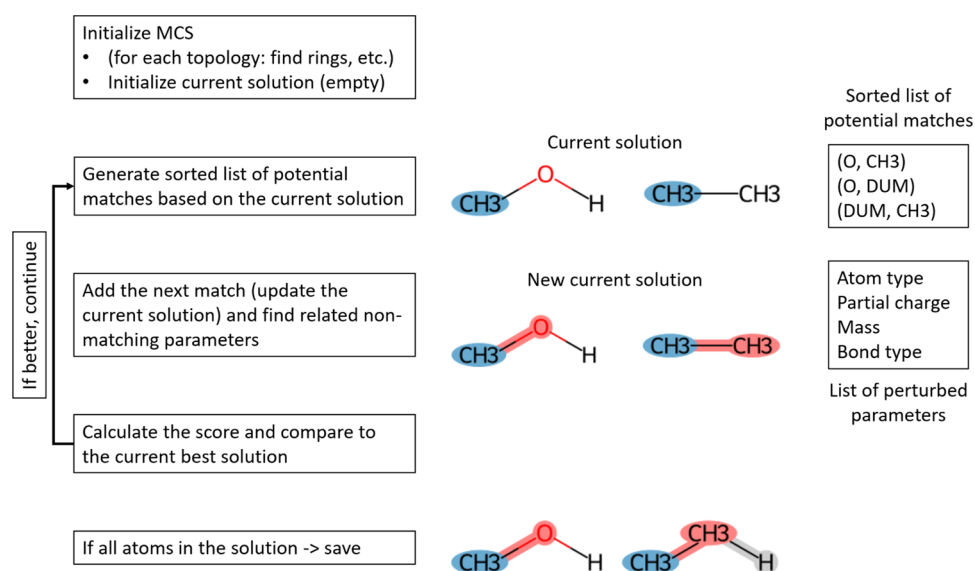 Initialize MCS
• (for each topology: find rings, etc.)
• Initialize current solution (empty)
Sorted list of
potential matches
Generate sorted list of potential
matches based on the current solution
Current solution
CH3
O
H
CH3
CH3
(O, CH3)
(O, DUM)
(DUM, CH3)
If better, continue
Add the next match (update the
current solution) and find related non-
matching parameters
New current solution
CH3
O
H
CH3
CH3
Atom type
Partial charge
Mass
Bond type
List of perturbed
parameters
Calculate the score and compare to
the current best solution
If all atoms in the solution -> save
CH3
O
H
CH3
CH3
H